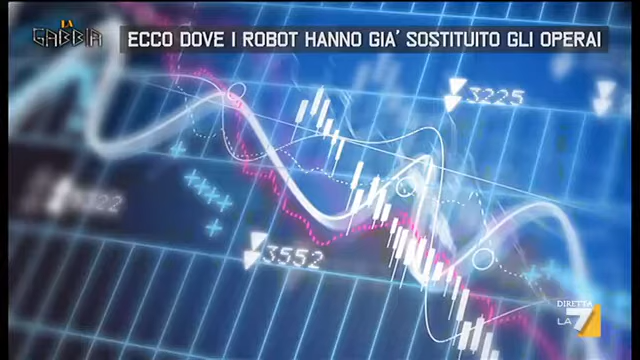 LA
GABBIA
ECCO DOVE I ROBOT HANNO GIA' SOSTITUITO GLI OPERAI
3225
3552
DIRETTA
LA7